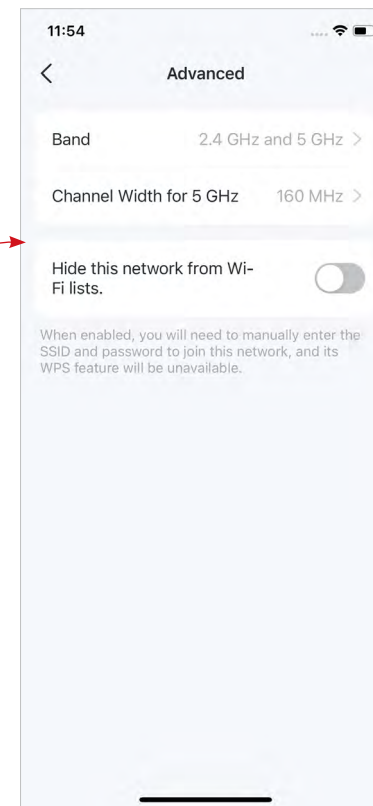 11:54
Advanced
Band 2.4 GHz and 5 GHz
Channel Width for 5 GHz 160 MHz
Hide this network from Wi-
Fi lists.
When enabled, you will need to manually enter the
SSID and password to join this network, and its
WPS feature will be unavailable.